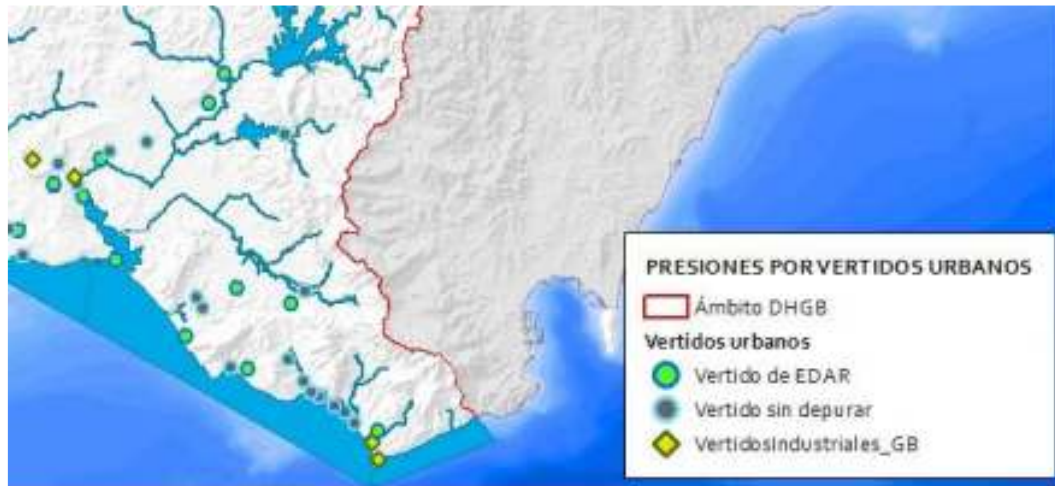 PRESIONES POR VERTIDOS URBANOS
Ámbito DHGB
Vertidos urbanos
Vertido de EDAR
Vertido sin depurar
VertidosIndustriales_GB